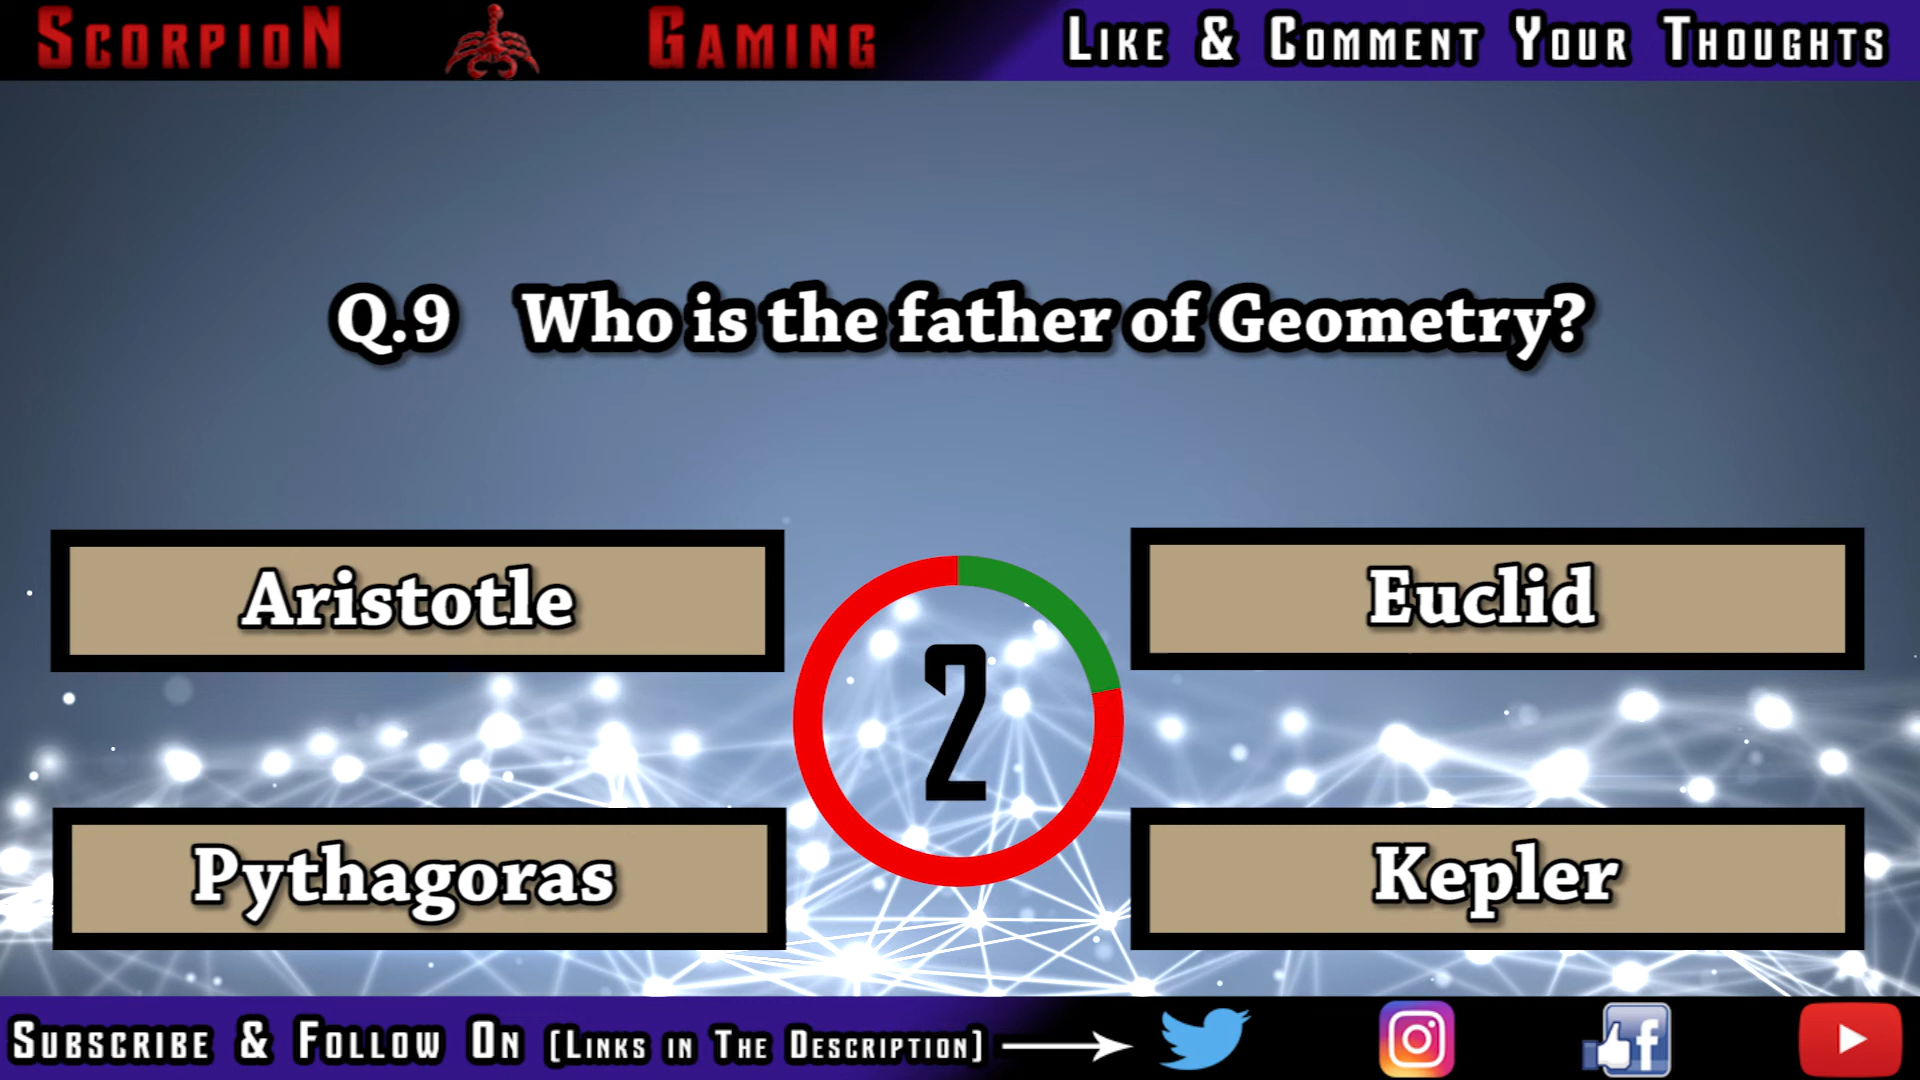 ScorpioN Gaming Like & Comment Your Thoughts
Q.9 Who is the father of Geometry?
Aristotle
Euclid
2
Pythagoras
Kepler
Subscribe & Follow On [Links in The Description]